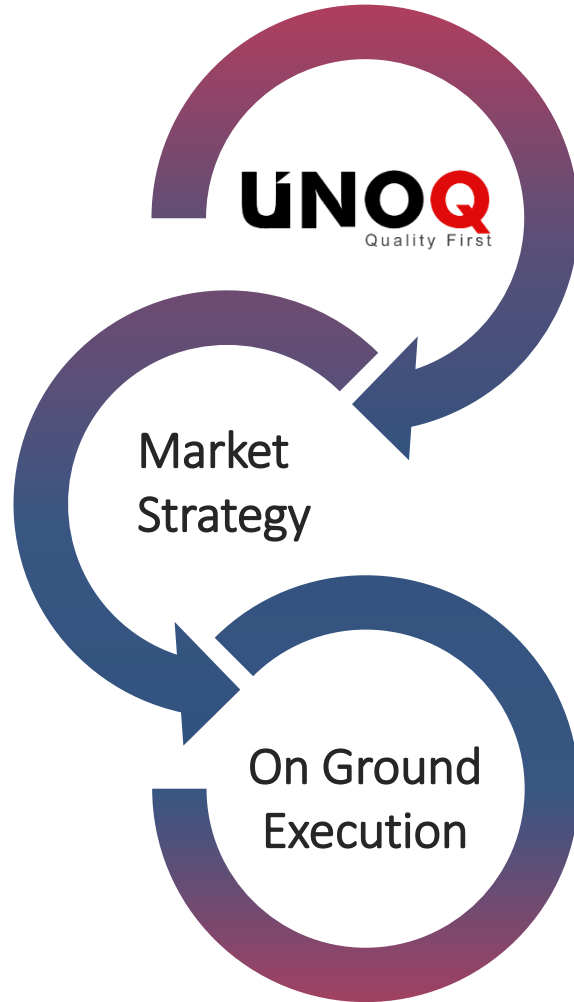 UNOQ
Quality First
Market
Strategy
On Ground
Execution